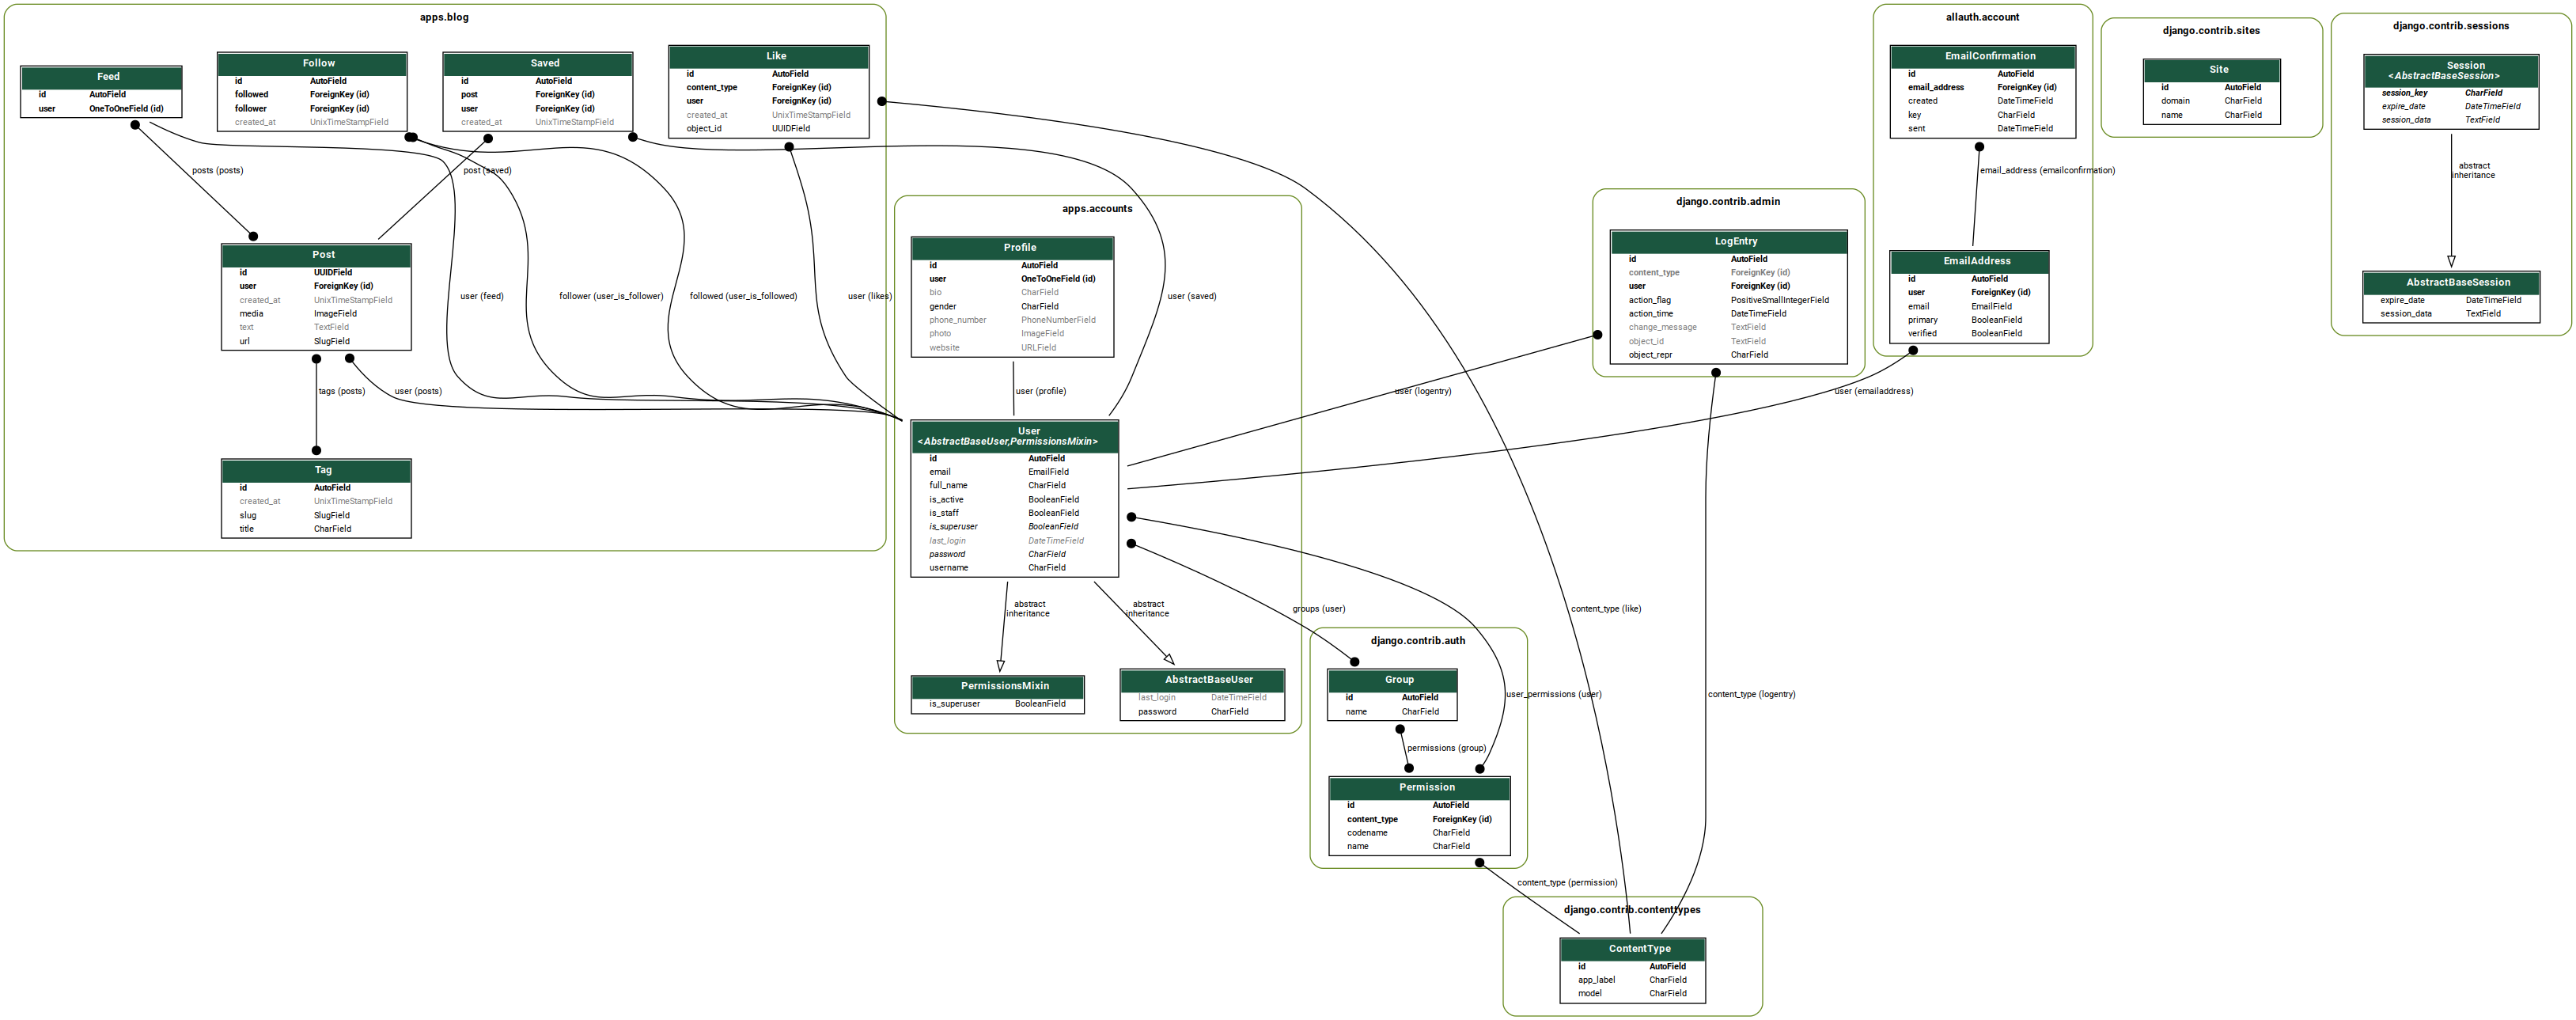 apps.blog
Feed
id AutoField
user OneToOneField (id)
Follow
id AutoField
followed ForeignKey (id)
follower ForeignKey (id)
created_at UnixTimeStampField
Saved
id AutoField
post ForeignKey (id)
user ForeignKey (id)
created_at UnixTimeStampField
Like
id AutoField
content_type ForeignKey (id)
user ForeignKey (id)
created_at UnixTimeStampField
object_id UUIDField
posts (posts)
post (saved)
Post
id UUIDField
user ForeignKey (id)
created_at UnixTimeStampField
media ImageField
text TextField
url SlugField
user (feed)
follower (user_is_follower)
followed (user_is_followed)
user (likes)
tags (posts)
user (posts)
Tag
id AutoField
created_at UnixTimeStampField
slug SlugField
title CharField
apps.accounts
Profile
id AutoField
user OneToOneField (id)
bio CharField
gender CharField
phone_number PhoneNumberField
photo ImageField
website URLField
user (saved)
user (profile)
User
<AbstractBaseUser,PermissionsMixin>
id AutoField
email EmailField
full_name CharField
is_active BooleanField
is_staff BooleanField
is_superuser BooleanField
last_login DateTimeField
password CharField
username CharField
abstract
inheritance
abstract
inheritance
PermissionsMixin
is_superuser BooleanField
AbstractBaseUser
last_login DateTimeField
password CharField
groups (user)
django.contrib.auth
Group
id AutoField
name CharField
user_permissions (user)
permissions (group)
Permission
id AutoField
content_type ForeignKey (id)
codename CharField
name CharField
content_type (permission)
django.contrib.contenttypes
ContentType
id AutoField
app_label CharField
model CharField
content_type (like)
content_type (logentry)
django.contrib.admin
LogEntry
id AutoField
content_type ForeignKey (id)
user ForeignKey (id)
action_flag PositiveSmallIntegerField
action_time DateTimeField
change_message TextField
object_id TextField
object_repr CharField
user (logentry)
allauth.account
EmailConfirmation
id AutoField
email_address ForeignKey (id)
created DateTimeField
key CharField
sent DateTimeField
email_address (emailconfirmation)
EmailAddress
id AutoField
user ForeignKey (id)
email EmailField
primary BooleanField
verified BooleanField
user (emailaddress)
django.contrib.sites
Site
id AutoField
domain CharField
name CharField
django.contrib.sessions
Session
<AbstractBaseSession>
session_key CharField
expire_date DateTimeField
session_data TextField
abstract
inheritance
AbstractBaseSession
expire_date DateTimeField
session_data TextField